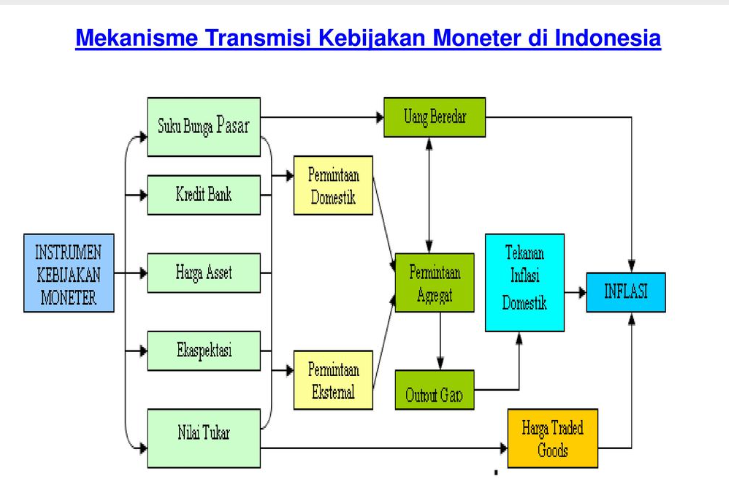 Mekanisme Transmisi Kebijakan Moneter di Indonesia
Suku Bunga Pasar
Uang Beredar
Permintaan
Domestik
Kredit Bank
INSTRUMEN
KEBIJAKAN
MONETER
Harga Asset
Permintaan
Agregat
Tekanan
Inflasi
Domestik
INFLASI
Ekaspektasi
Permintaan
Eksternal
Output Gap
Nilai Tukar
Harga Traded
Goods